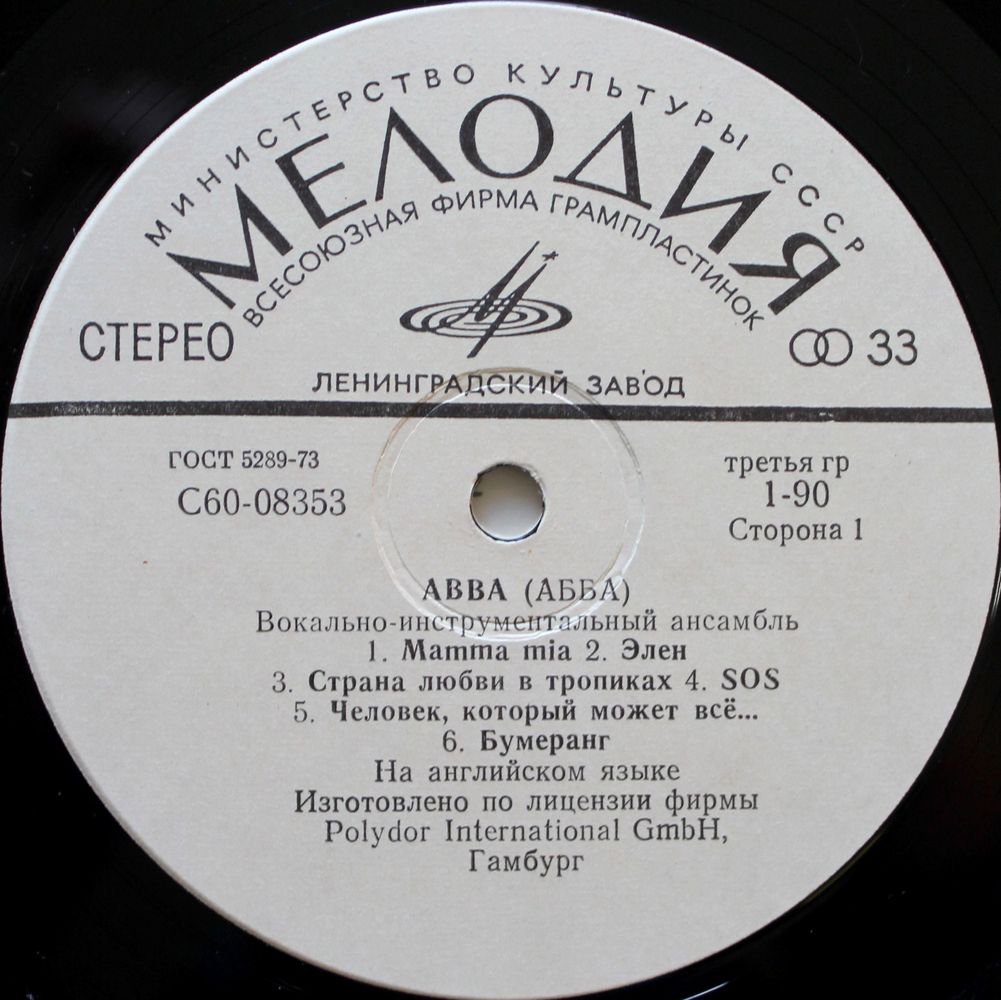 МИНИСТЕРСТВО КУЛЬТУРЫ СССР
МЕЛОДИЯ
ВСЕСОЮЗНАЯ ФИРМА ГРАМПЛАСТИНОК
СТЕРЕО
33
ЛЕНИНГРАДСКИЙ ЗАВОД
ГОСТ 5289-73
С60-08353
третья гр
1-90
Сторона 1
ABBA (АББА)
Вокально-инструментальный ансамбль
1. Mamma mia 2. Элен
3. Страна любви в тропиках 4. SOS
5. Человек, который может всё...
6. Бумеранг
На английском языке
Изготовлено по лицензии фирмы
Polydor International GmbH,
Гамбург